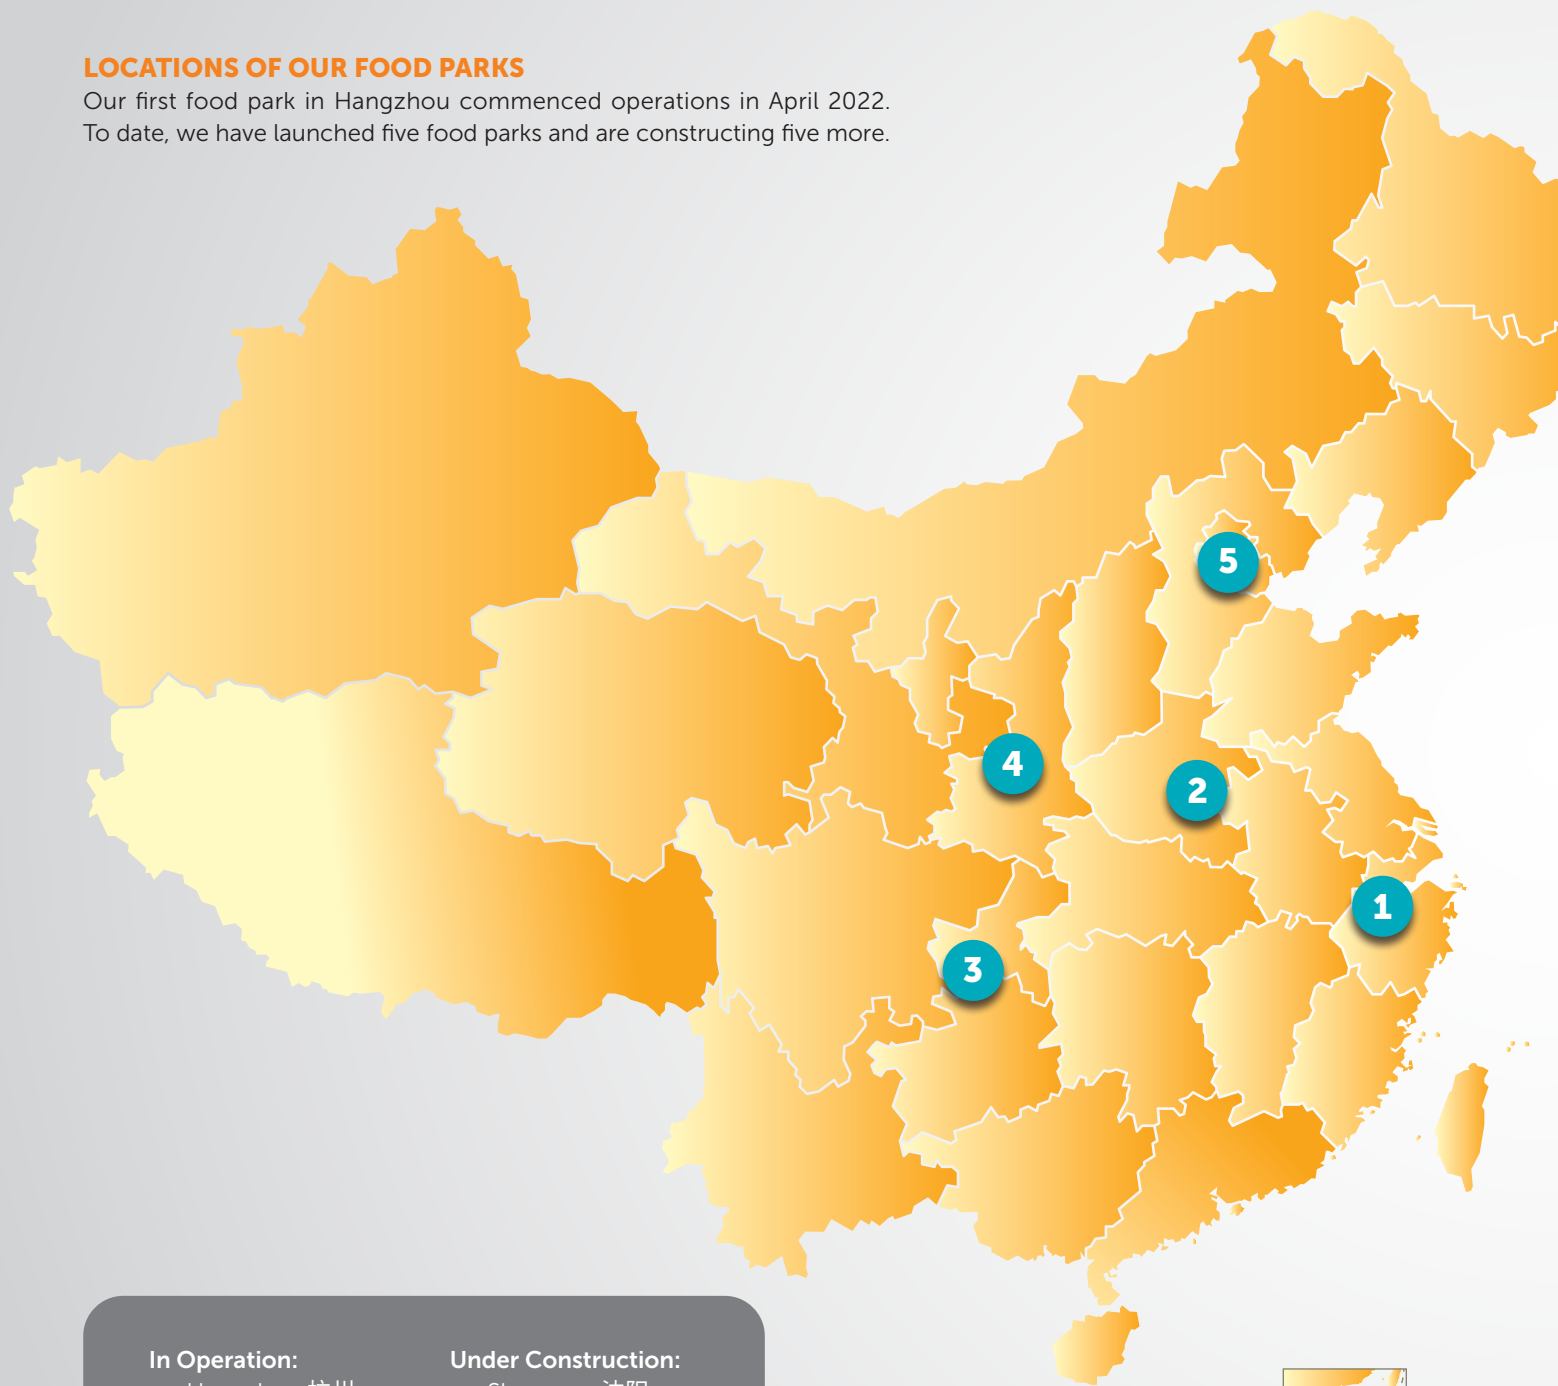 LOCATIONS OF OUR FOOD PARKS
Our first food park in Hangzhou commenced operations in April 2022.
To date, we have launched five food parks and are constructing five more.
5
4
2
1
3
In Operation:
Under Construction: